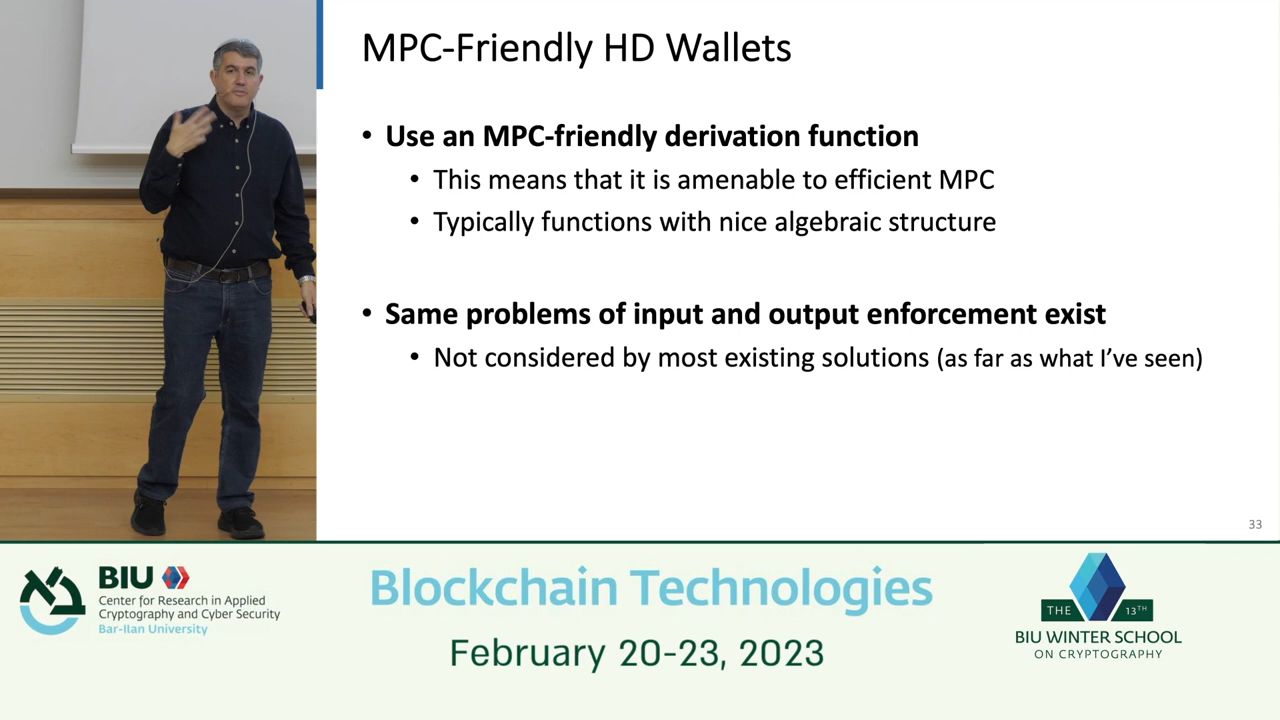 MPC-Friendly HD Wallets
• Use an MPC-friendly derivation function
• This means that it is amenable to efficient MPC
• Typically functions with nice algebraic structure
• Same problems of input and output enforcement exist
• Not considered by most existing solutions (as far as what I've seen)
33
BIU
Center for Research in Applied
Cryptography and Cyber Security
Bar-Ilan University
Blockchain Technologies
February 20-23, 2023
THE 13TH
BIU WINTER SCHOOL
ON CRYPTOGRAPHY